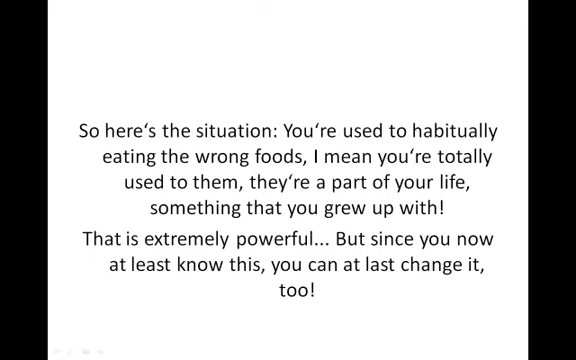 So here‘s the situation: You‘re used to habitually
eating the wrong foods, I mean you‘re totally
used to them, they‘re a part of your life,
something that you grew up with!
That is extremely powerful... But since you now
at least know this, you can at last change it,
too!